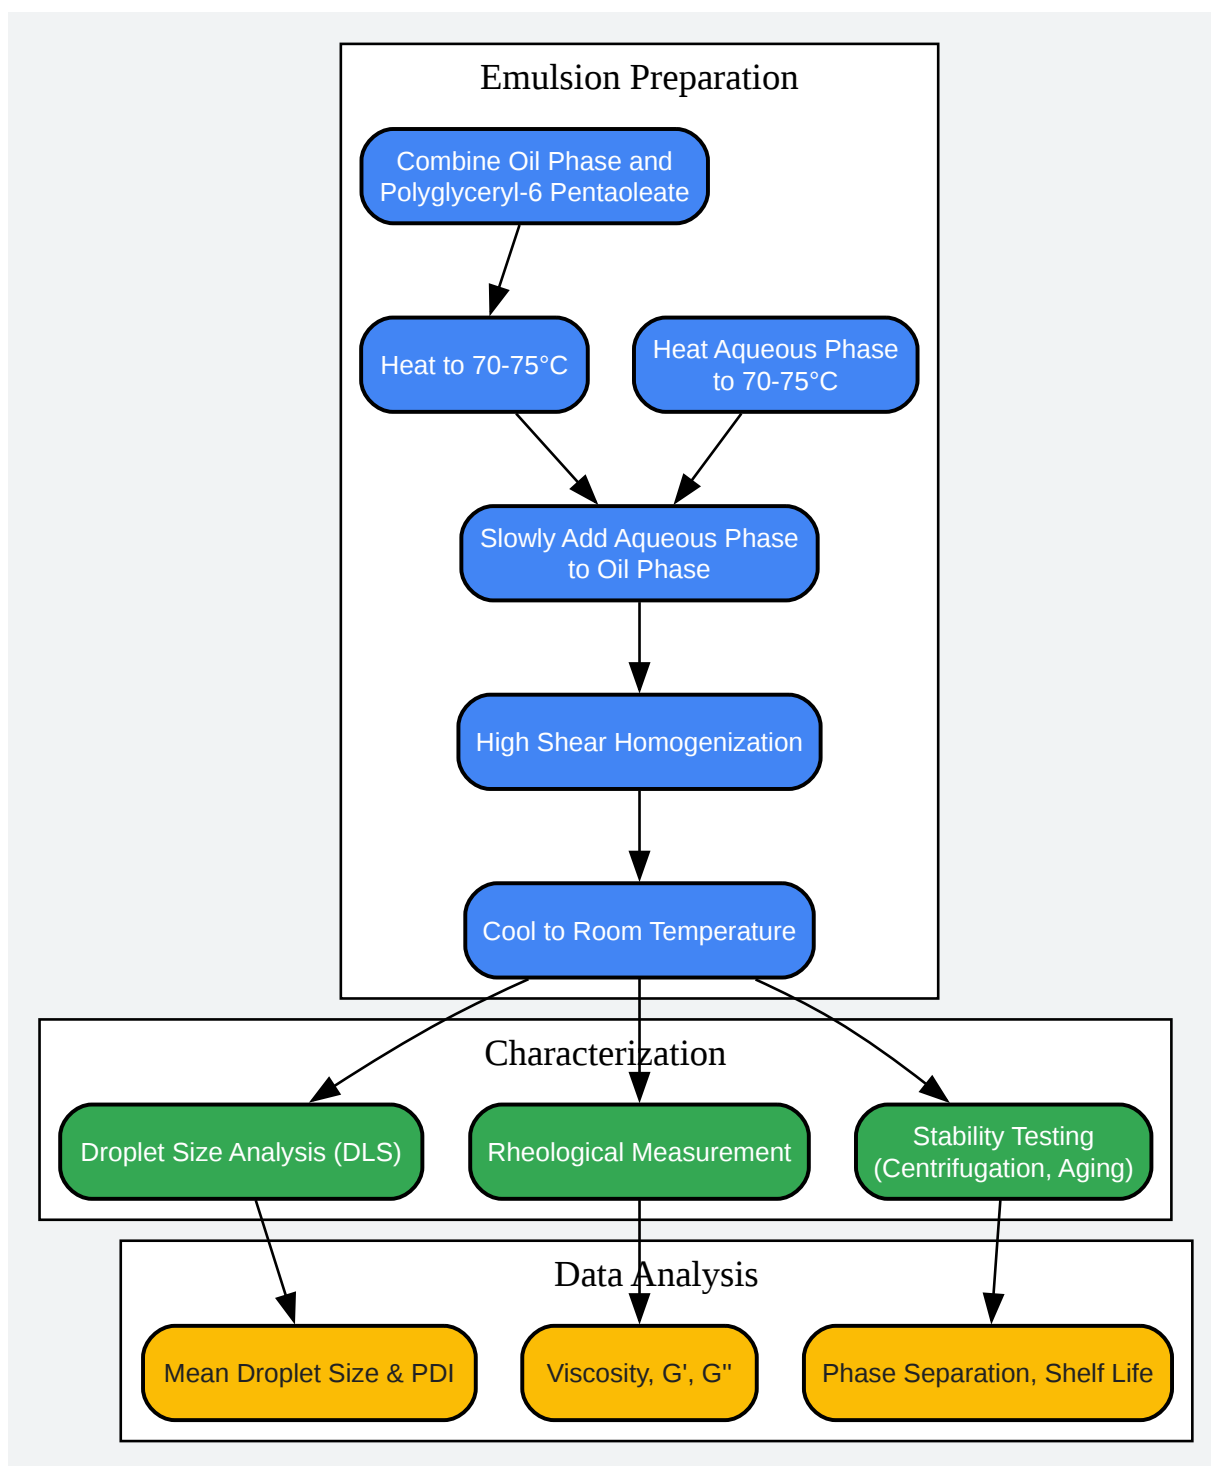 Emulsion Preparation
Combine Oil Phase and
Polyglyceryl-6 Pentaoleate
Heat to 70-75°C
Heat Aqueous Phase
to 70-75°C
Slowly Add Aqueous Phase
to Oil Phase
High Shear Homogenization
Cool to Room Temperature
Characterization
Droplet Size Analysis (DLS)
Rheological Measurement
Stability Testing
(Centrifugation, Aging)
Data Analysis
Mean Droplet Size & PDI
Viscosity, G', G''
Phase Separation, Shelf Life